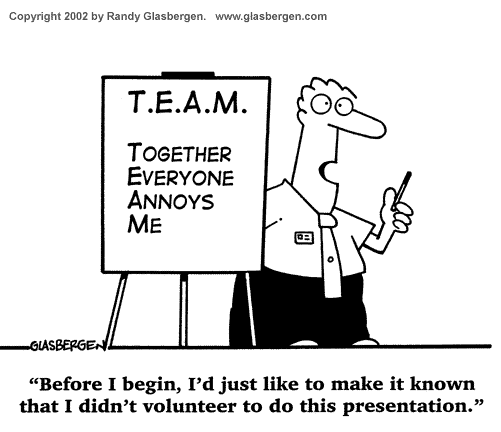 Copyright 2002 by Randy Glasbergen.   www.glasbergen.com
T.E.A.M.
TOGETHER
EVERYONE
ANNOYS
ME
GLASBERGEN
“Before I begin, I’d just like to make it known
that I didn’t volunteer to do this presentation.”